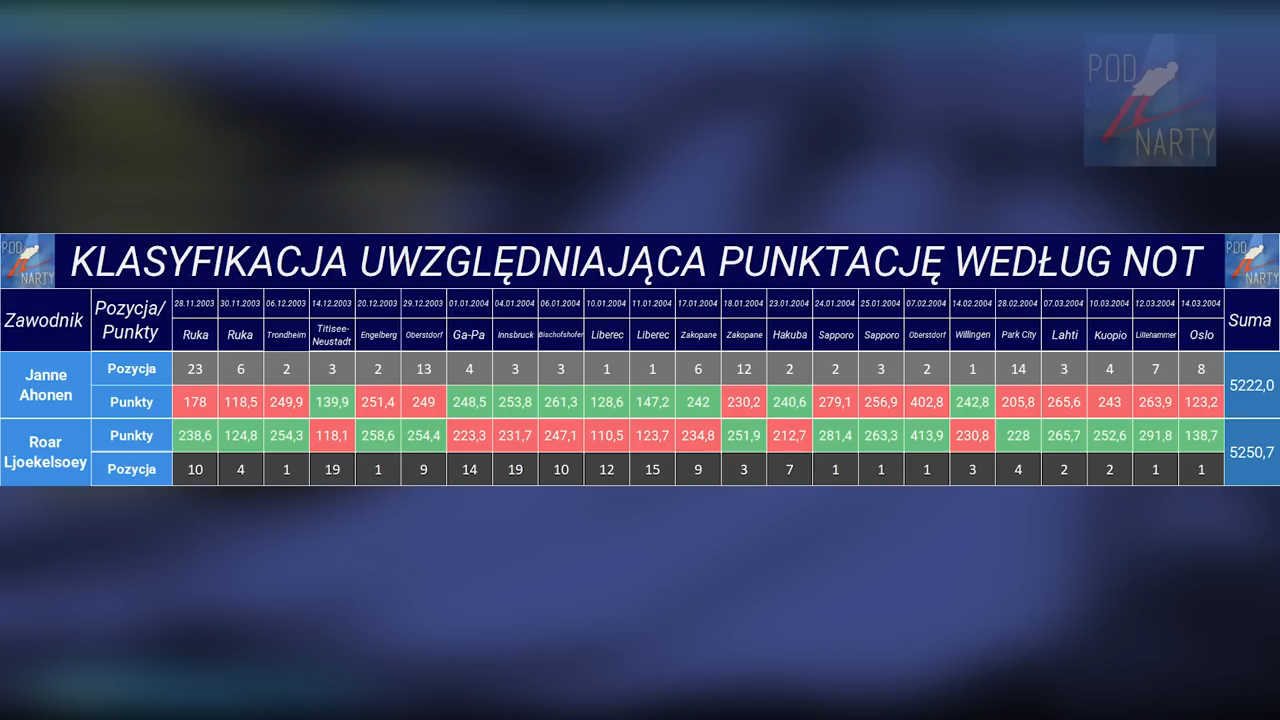 POD
NARTY
POD
NARTY
KLASYFIKACJA UWZGLĘDNIAJĄCA PUNKTACJĘ WEDŁUG NOT
POD
NARTY
Zawodnik Pozycja/ Punkty 28.11.2003 30.11.2003 06.12.2003 14.12.2003 20.12.2003 29.12.2003 01.01.2004 04.01.2004 06.01.2004 10.01.2004 11.01.2004 17.01.2004 18.01.2004 23.01.2004 24.01.2004 25.01.2004 07.02.2004 14.02.2004 28.02.2004 07.03.2004 10.03.2004 12.03.2004 14.03.2004 Suma
Ruka Ruka Trondheim Titisee-Neustadt Engelberg Oberstdorf Ga-Pa Innsbruck Bischofshofen Liberec Liberec Zakopane Zakopane Hakuba Sapporo Sapporo Oberstdorf Willingen Park City Lahti Kuopio Lillehammer Oslo
Janne Ahonen Pozycja 23 6 2 3 2 13 4 3 3 1 1 6 12 2 2 3 2 1 14 3 4 7 8 5222,0
Punkty 178 118,5 249,9 139,9 251,4 249 248,5 253,8 261,3 128,6 147,2 242 230,2 240,6 279,1 256,9 402,8 242,8 205,8 265,6 243 263,9 123,2
Roar Ljoekelsoey Punkty 238,6 124,8 254,3 118,1 258,6 254,4 223,3 231,7 247,1 110,5 123,7 234,8 251,9 212,7 281,4 263,3 413,9 230,8 228 265,7 252,6 291,8 138,7 5250,7
Pozycja 10 4 1 19 1 9 14 19 10 12 15 9 3 7 1 1 1 3 4 2 2 1 1